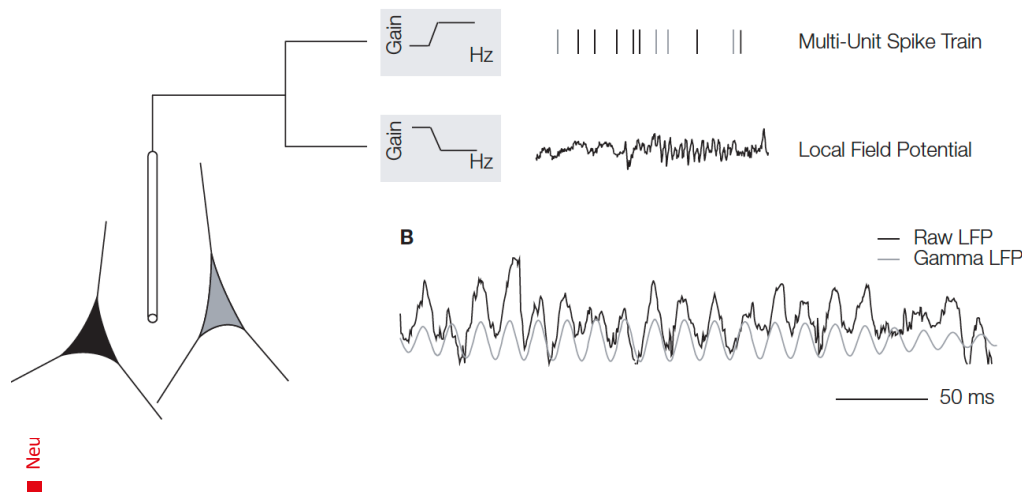 Gain
Hz
Multi-Unit Spike Train
Gain
Hz
Local Field Potential
B
Raw LFP
Gamma LFP
50 ms
Neu